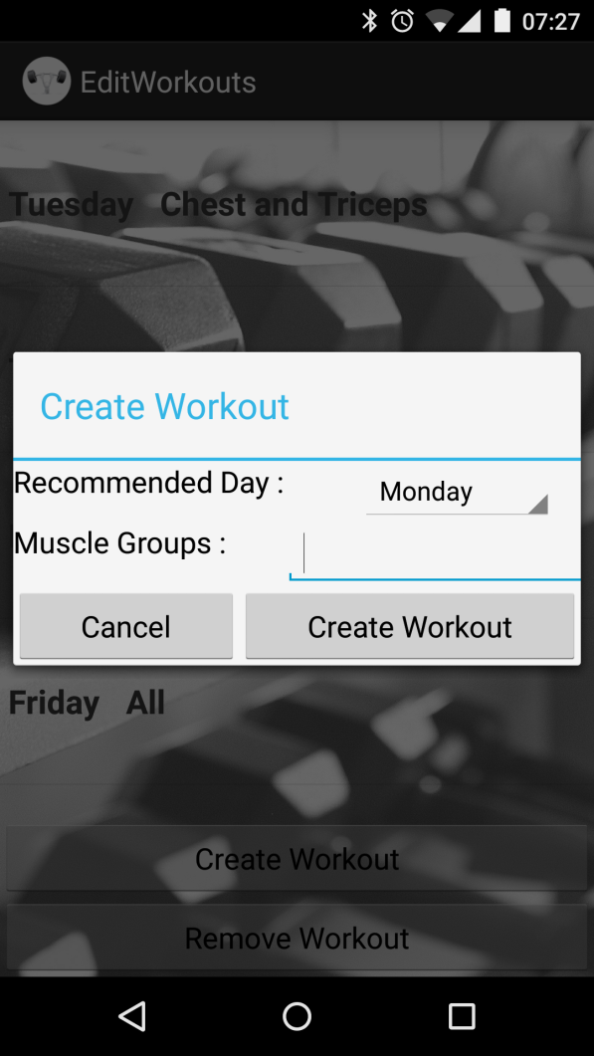 07:27
EditWorkouts
Tuesday Chest and Triceps
Create Workout
Recommended Day : Monday
Muscle Groups :
Cancel Create Workout
Friday All
Create Workout
Remove Workout